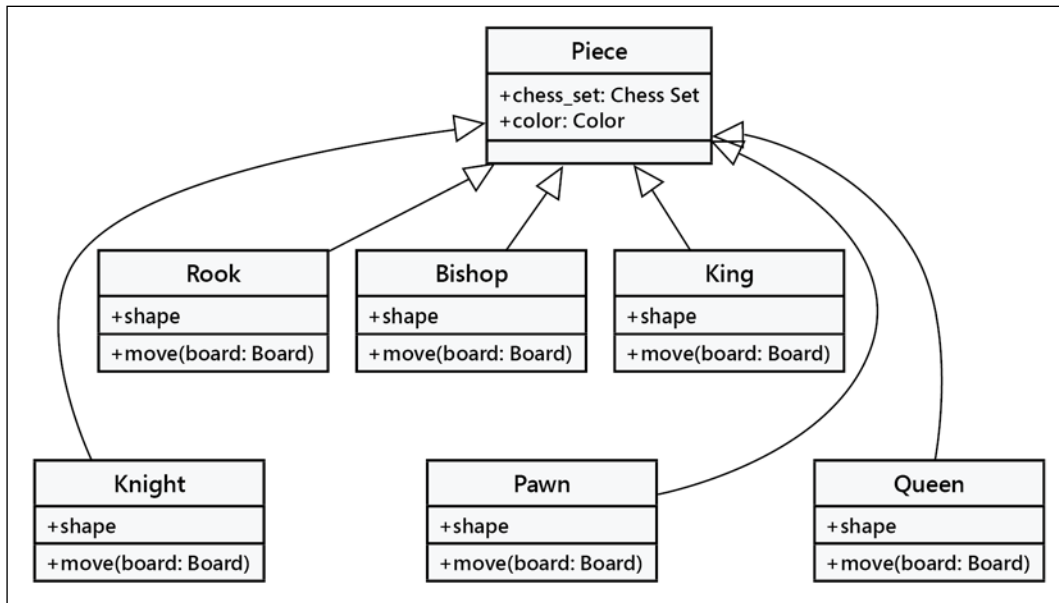 Piece
+chess_set: Chess Set
+color: Color
Rook
+shape
+move(board: Board)
Bishop
+shape
+move(board: Board)
King
+shape
+move(board: Board)
Knight
+shape
+move(board: Board)
Pawn
+shape
+move(board: Board)
Queen
+shape
+move(board: Board)